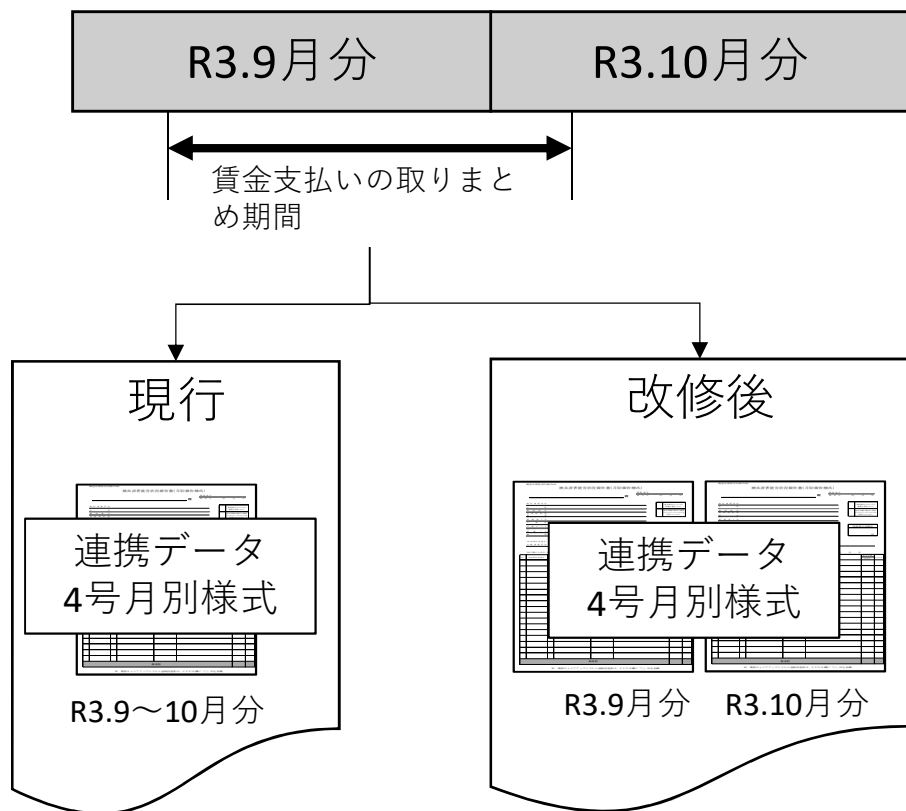 R3.9月分
R3.10月分
賃金支払いの取りまと
め期間
現行
連携データ
4号月別様式
R3.9～10月分
改修後
連携データ
4号月別様式
R3.9月分
R3.10月分